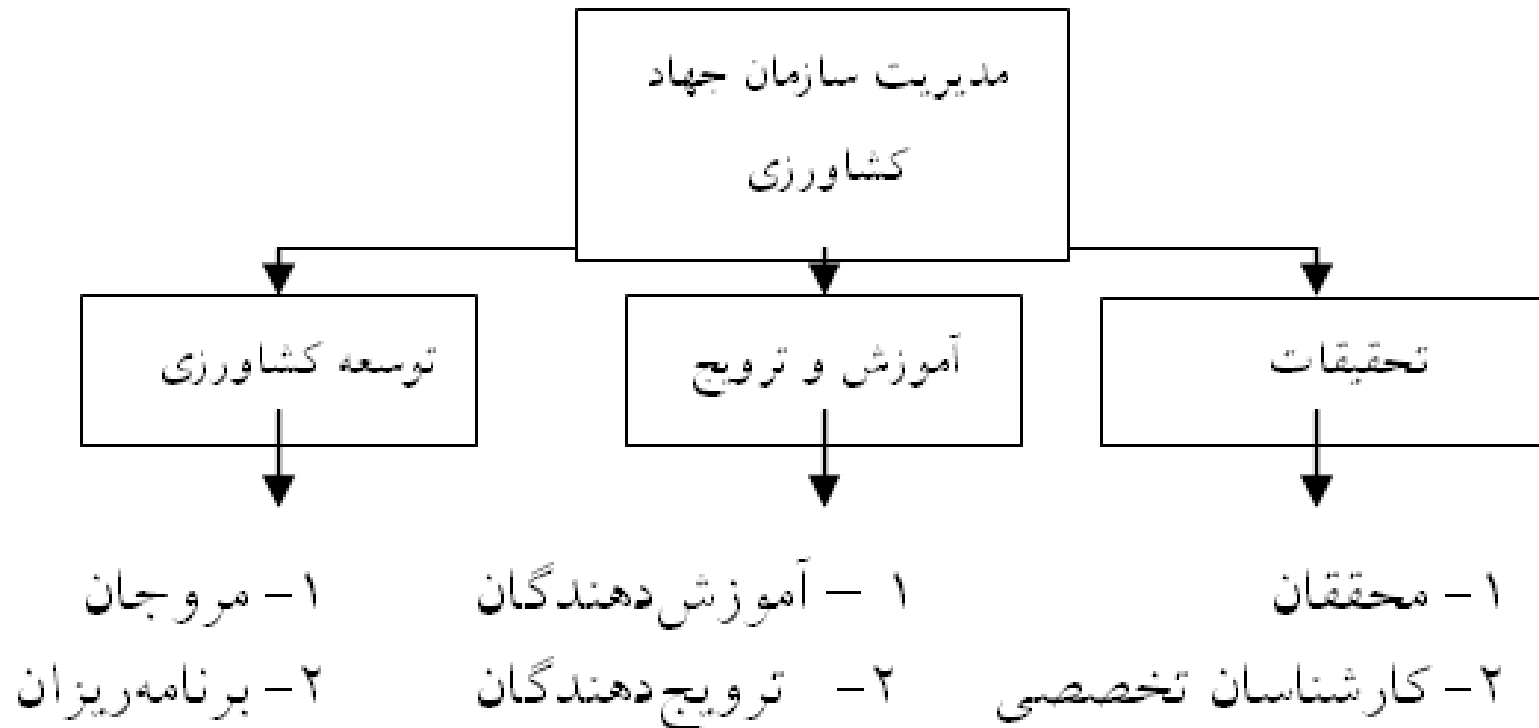 مدیریت سازمان جهاد
کشاورزی
تحقیقات
آموزش و ترویج
توسعه کشاورزی
۱- محققان
۲- کارشناسان تخصصی
۱ – آموزش‌دهندگان
۲- ترویج‌دهندگان
۱- مروجان
۲- برنامه‌ریزان